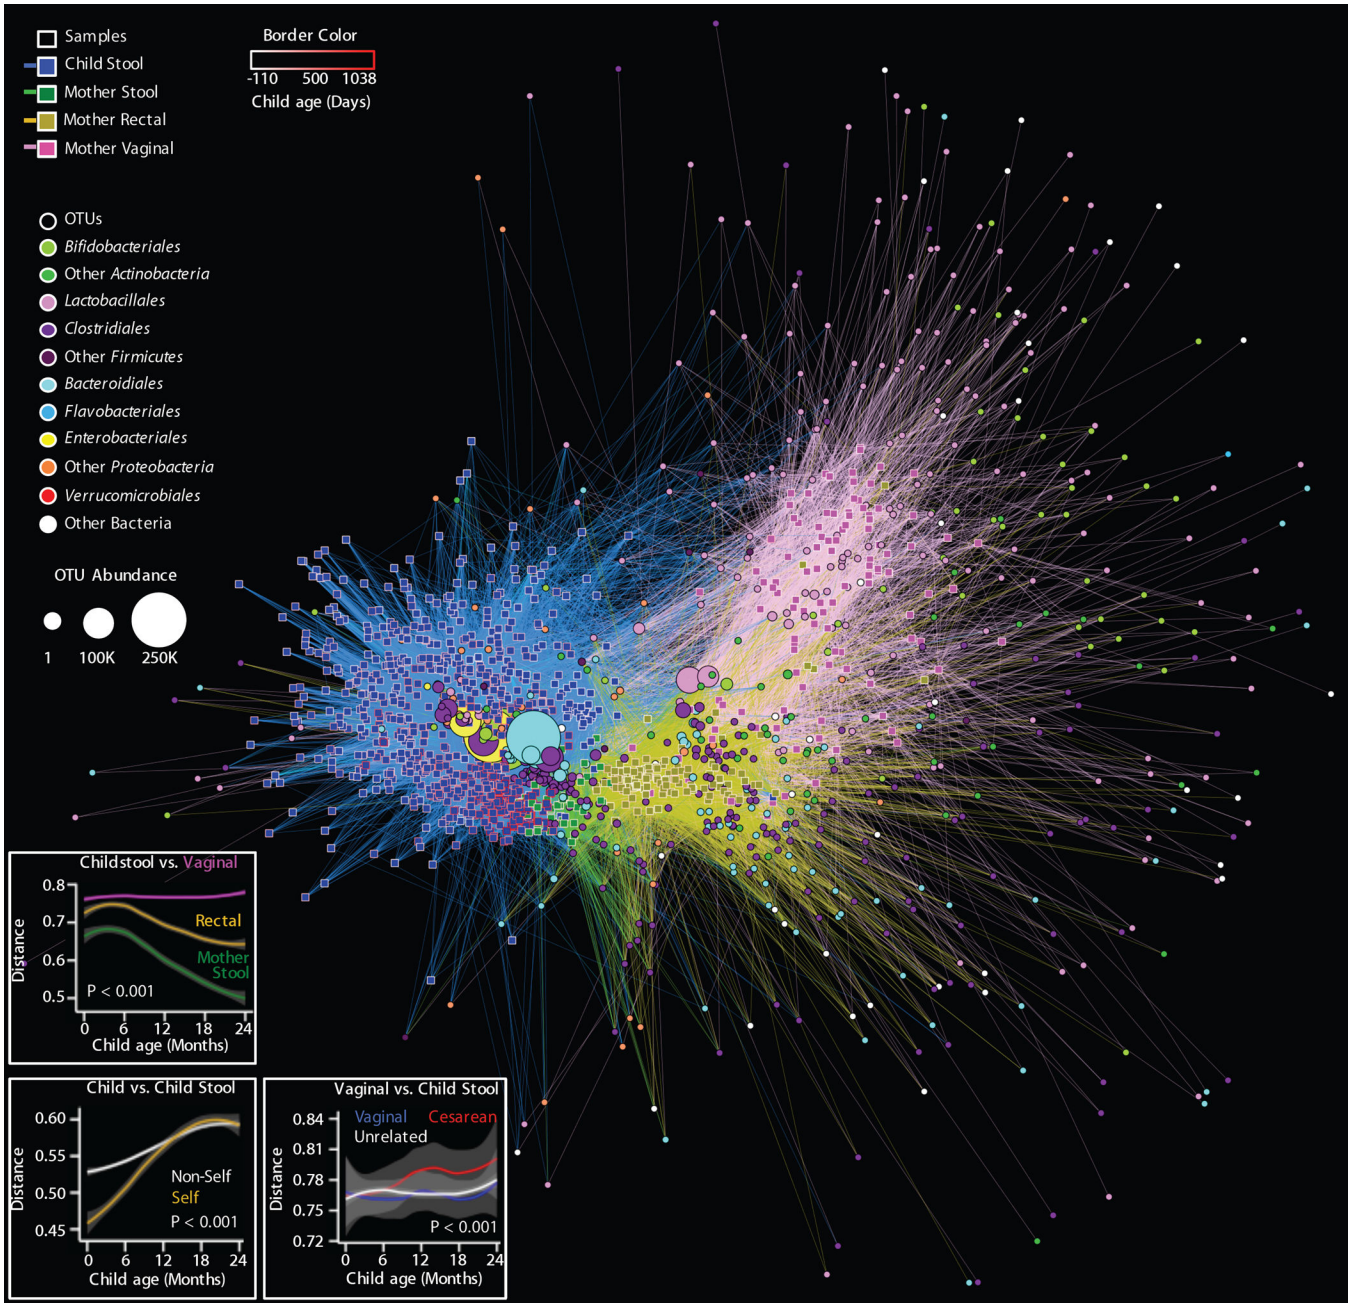 Samples
Child Stool
Mother Stool
Mother Rectal
Mother Vaginal
Border Color
-110 500 1038
Child age (Days)
OTUs
Bifidobacteriales
Other Actinobacteria
Lactobacillales
Clostridiales
Other Firmicutes
Bacteroidiales
Flavobacteriales
Enterobacteriales
Other Proteobacteria
Verrucomicrobiales
Other Bacteria
OTU Abundance
1 100K 250K
Childstool vs. Vaginal
0.8
0.7
0.6
0.5
Distance
Rectal
Mother
Stool
P < 0.001
0 6 12 18 24
Child age (Months)
Child vs. Child Stool
0.60
0.55
0.50
0.45
Distance
Non-Self
Self
P < 0.001
0 6 12 18 24
Child age (Months)
Vaginal vs. Child Stool
Vaginal Cesarean
Unrelated
0.84
0.81
0.78
0.75
0.72
Distance
P < 0.001
0 6 12 18 24
Child age (Months)